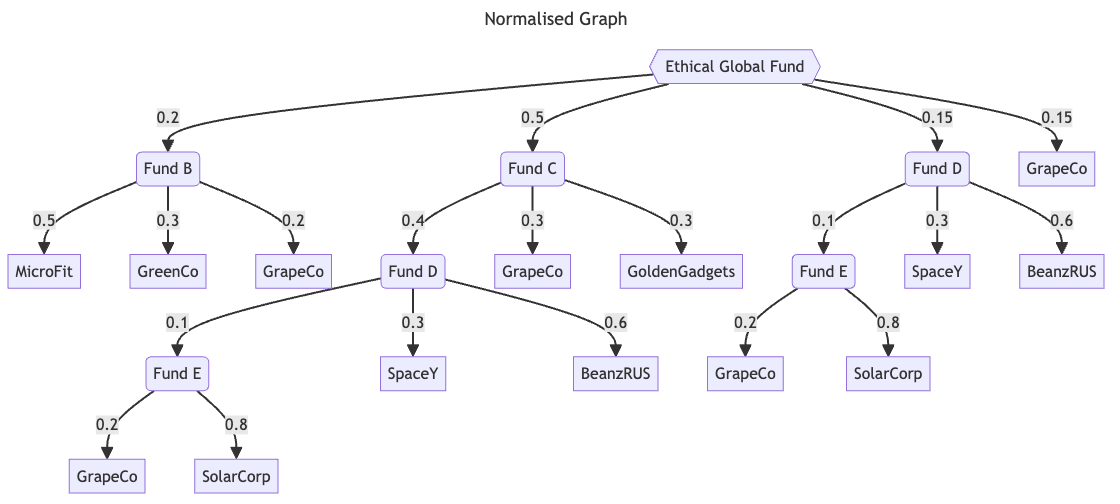 Normalised Graph
Ethical Global Fund
0.2
0.5
0.15
0.15
Fund B
Fund C
Fund D
GrapeCo
0.5
0.3
0.2
0.4
0.3
0.3
0.1
0.3
0.6
MicroFit
GreenCo
GrapeCo
Fund D
GrapeCo
GoldenGadgets
Fund E
SpaceY
BeanzRUS
0.1
0.3
0.6
0.2
0.8
Fund E
SpaceY
BeanzRUS
GrapeCo
SolarCorp
0.2
0.8
GrapeCo
SolarCorp